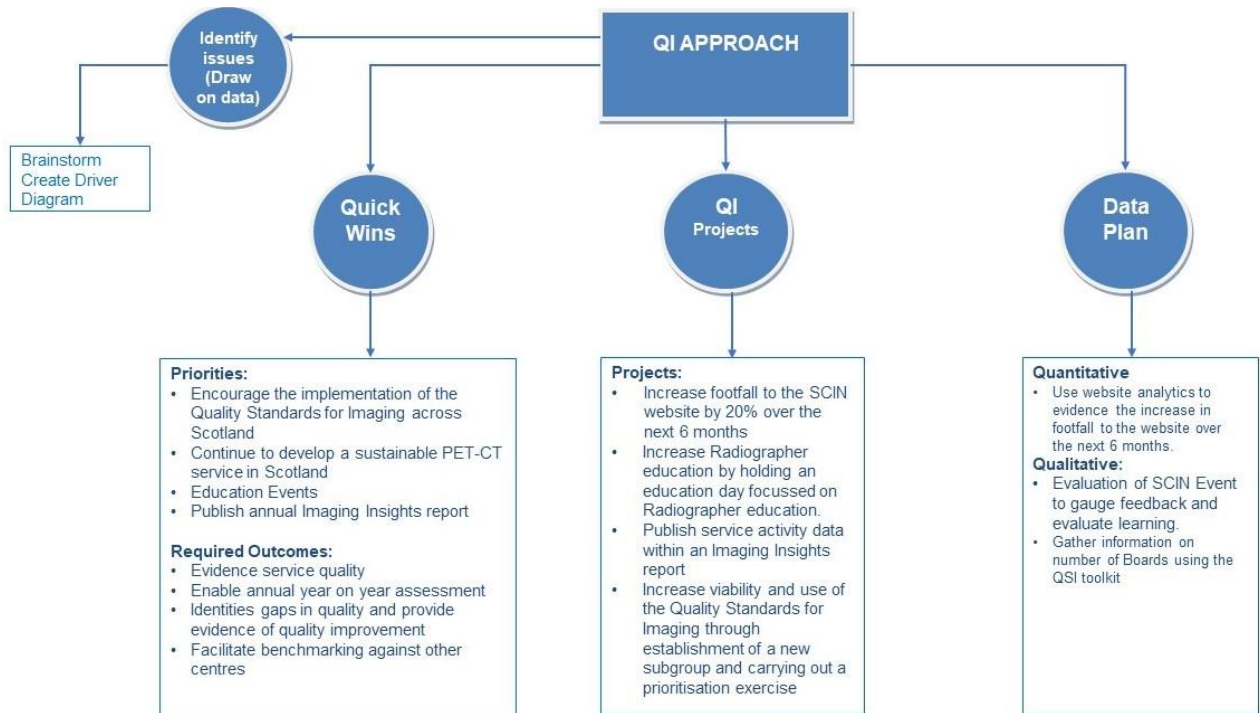 QI APPROACH
Identify
issues
(Draw
on data)
Brainstorm
Create Driver
Diagram
Quick
Wins
QI
Projects
Data
Plan
Priorities:
• Encourage the implementation of the
Quality Standards for Imaging across
Scotland
• Continue to develop a sustainable PET-CT
service in Scotland
• Education Events
• Publish annual Imaging Insights report
Required Outcomes:
• Evidence service quality
• Enable annual year on year assessment
• Identities gaps in quality and provide
evidence of quality improvement
• Facilitate benchmarking against other
centres
Projects:
• Increase footfall to the SCIN
website by 20% over the
next 6 months
• Increase Radiographer
education by holding an
education day focussed on
Radiographer education.
• Publish service activity data
within an Imaging Insights
report
• Increase viability and use of
the Quality Standards for
Imaging through
establishment of a new
subgroup and carrying out a
prioritisation exercise
Quantitative
• Use website analytics to
evidence the increase in
footfall to the website over
the next 6 months.
Qualitative:
• Evaluation of SCIN Event
to gauge feedback and
evaluate learning.
• Gather information on
number of Boards using the
QSI toolkit